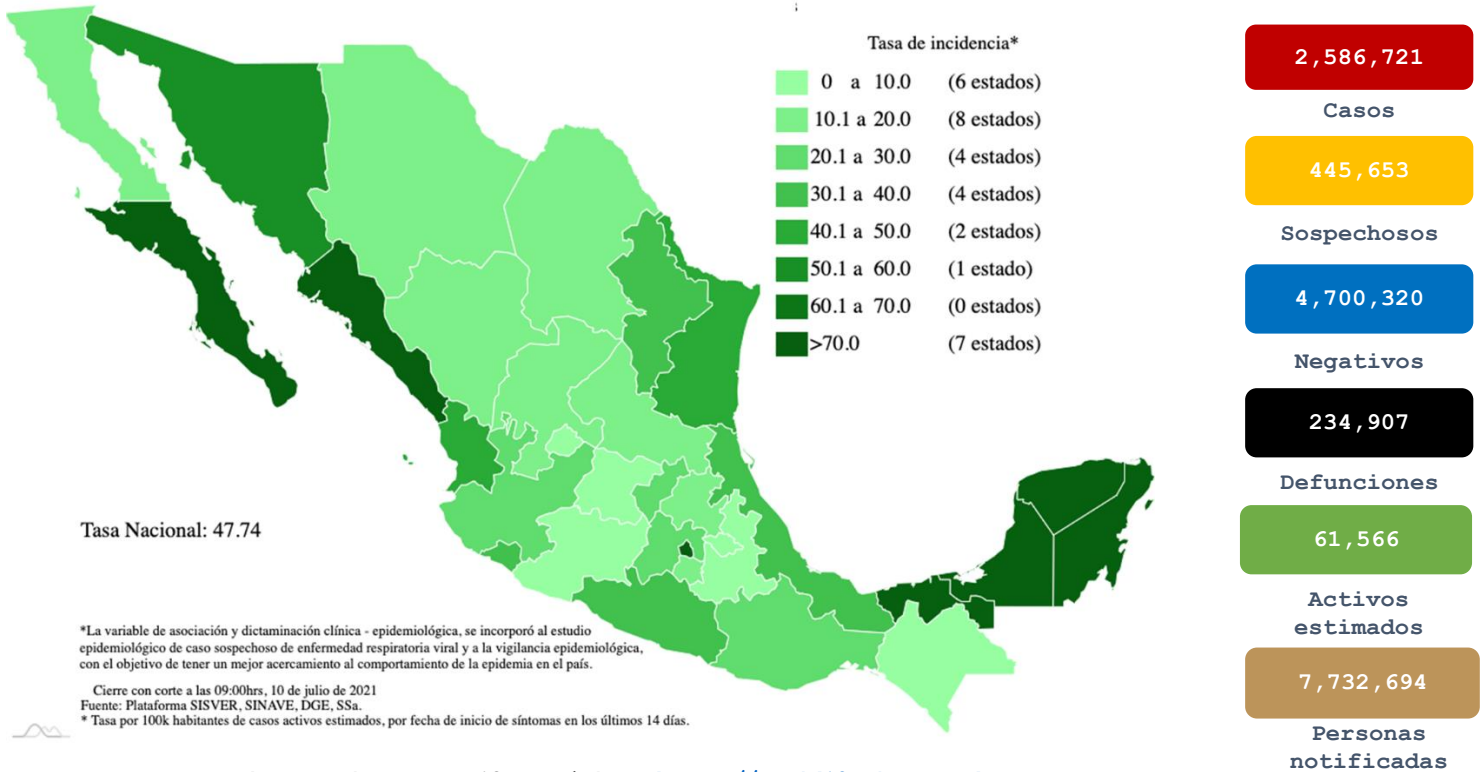 Tasa de incidencia*
0 a 10.0 (6 estados)
10.1 a 20.0 (8 estados)
20.1 a 30.0 (4 estados)
30.1 a 40.0 (4 estados)
40.1 a 50.0 (2 estados)
50.1 a 60.0 (1 estado)
60.1 a 70.0 (0 estados)
>70.0 (7 estados)
Tasa Nacional: 47.74
*La variable de asociación y dictaminación clínica - epidemiológica, se incorporó al estudio
epidemiológico de caso sospechoso de enfermedad respiratoria viral y a la vigilancia epidemiológica,
con el objetivo de tener un mejor acercamiento al comportamiento de la epidemia en el país.
Cierre con corte a las 09:00hrs, 10 de julio de 2021
Fuente: Plataforma SISVER, SINAVE, DGE, SSa.
* Tasa por 100k habitantes de casos activos estimados, por fecha de inicio de síntomas en los últimos 14 días.
2,586,721
Casos
445,653
Sospechosos
4,700,320
Negativos
234,907
Defunciones
61,566
Activos
estimados
7,732,694
Personas
notificadas